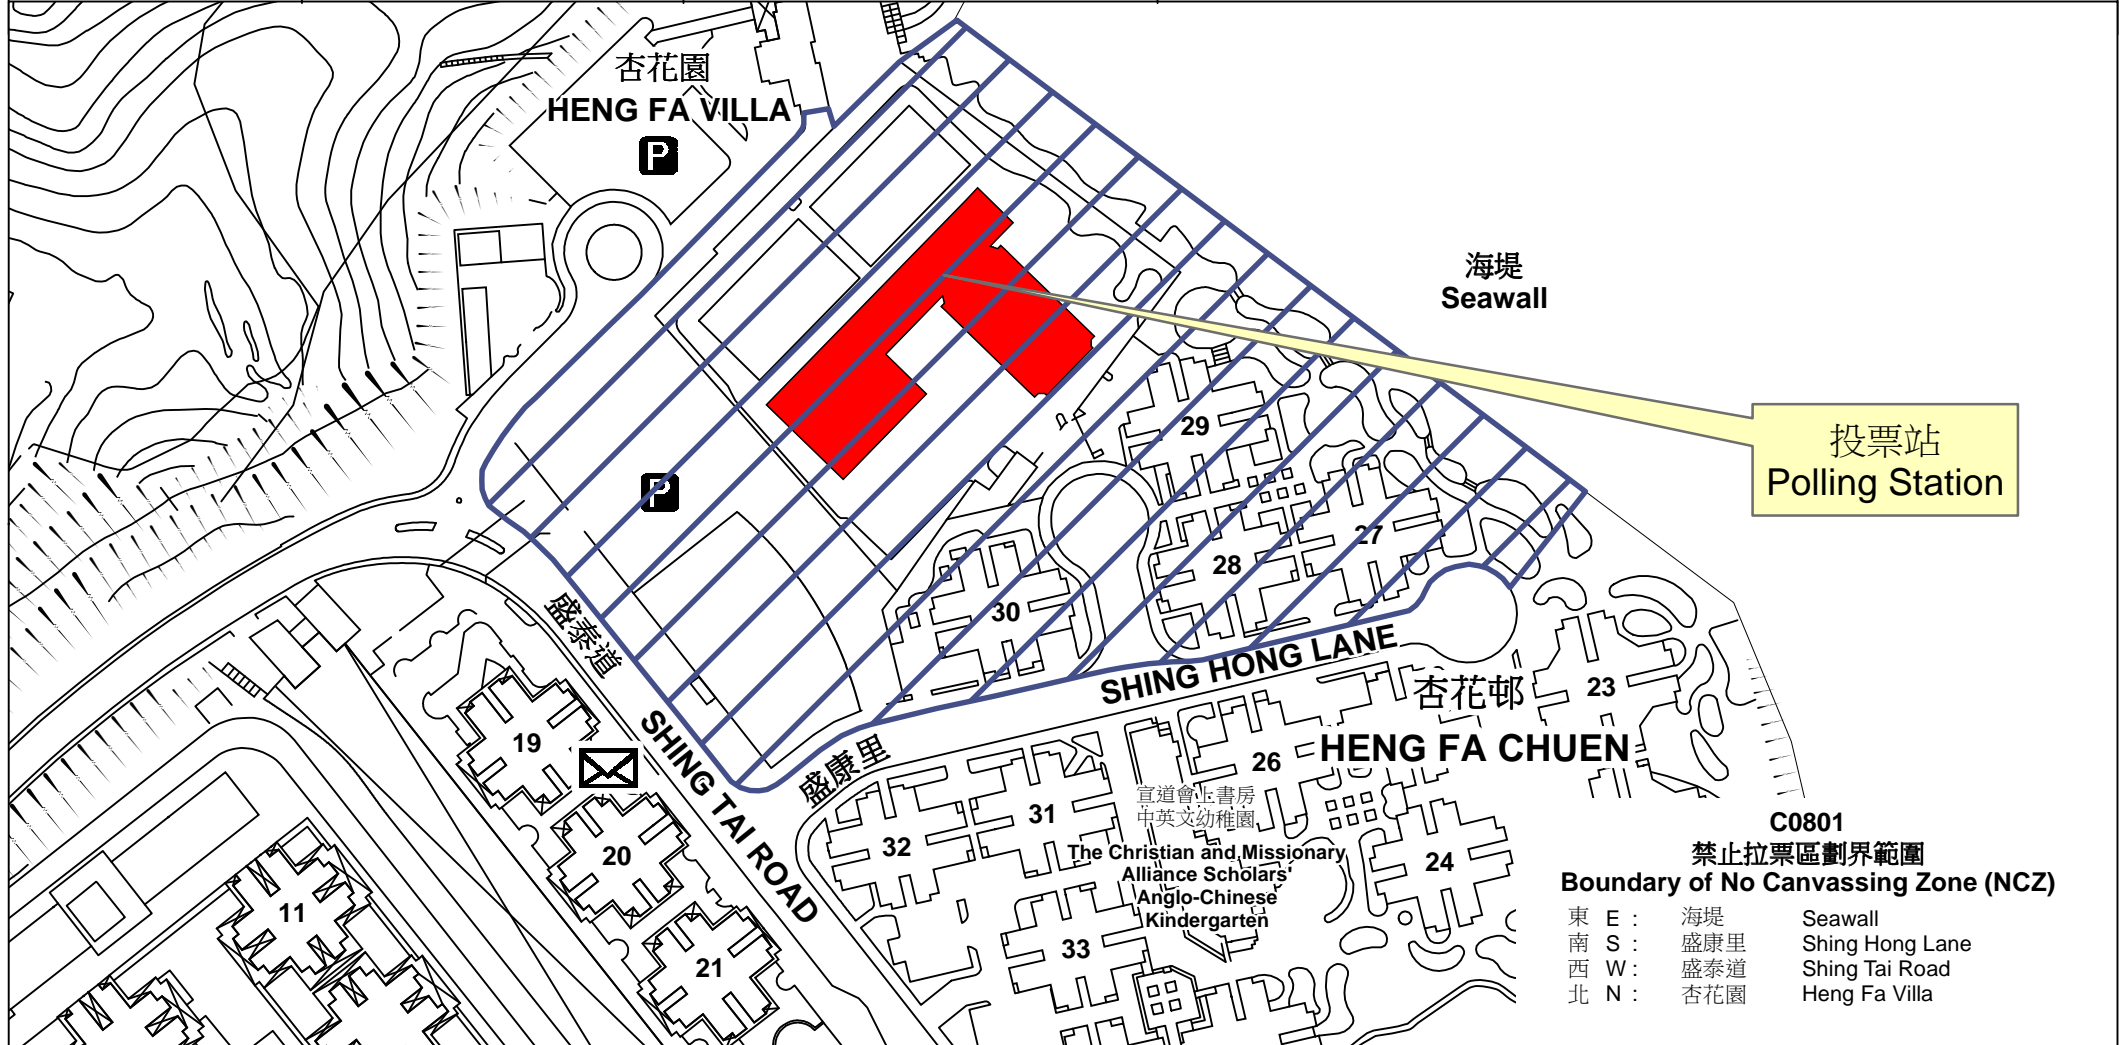 杏花園
HENG FA VILLA
P
海堤
Seawall
投票站
Polling Station
29
P
27
28
30
盛泰道
SHING HONG LANE
杏花邨
23
HENG FA CHUEN
19
SHING TAI ROAD
盛康里
26
宣道會上書房
中英文幼稚園
31
32
20
The Christian and Missionary
Alliance Scholars'
Anglo-Chinese
Kindergarten
24
11
33
21
C0801
禁止拉票區劃界範圍
Boundary of No Canvassing Zone (NCZ)
東 E : 海堤 Seawall
南 S : 盛康里 Shing Hong Lane
西 W : 盛泰道 Shing Tai Road
北 N : 杏花園 Heng Fa Villa